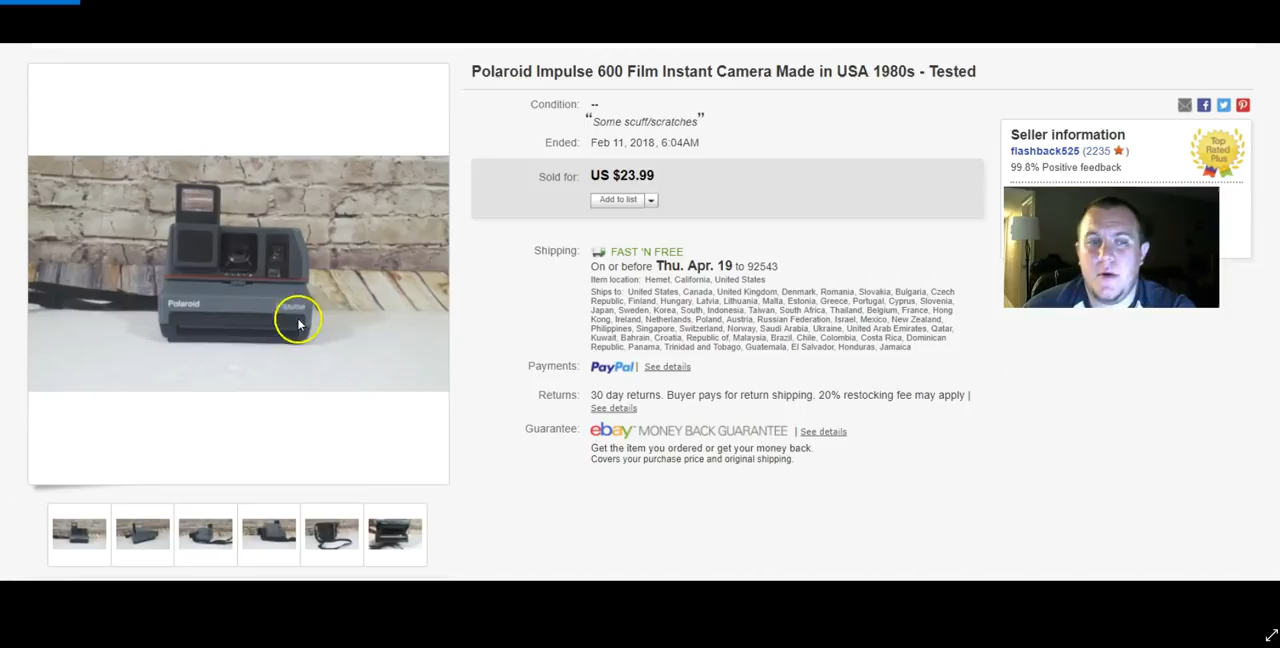 Polaroid Impulse 600 Film Instant Camera Made in USA 1980s - Tested
Condition: --
“Some scuff/scratches”
Ended: Feb 11, 2018, 6:04AM
Sold for: US $23.99
Add to list
Shipping: FAST 'N FREE
On or before Thu. Apr. 19 to 92543
Item location: Hemet, California, United States
Ships to: United States, Canada, United Kingdom, Denmark, Romania, Slovakia, Bulgaria, Czech
Republic, Finland, Hungary, Latvia, Lithuania, Malta, Estonia, Greece, Portugal, Cyprus, Slovenia,
Japan, Sweden, Korea, South, Indonesia, Taiwan, South Africa, Thailand, Belgium, France, Hong
Kong, Ireland, Netherlands, Poland, Austria, Russian Federation, Israel, Mexico, New Zealand,
Philippines, Singapore, Switzerland, Norway, Saudi Arabia, Ukraine, United Arab Emirates, Qatar,
Kuwait, Bahrain, Croatia, Republic of, Malaysia, Brazil, Chile, Colombia, Costa Rica, Dominican
Republic, Panama, Trinidad and Tobago, Guatemala, El Salvador, Honduras, Jamaica
Payments: PayPal | See details
Returns: 30 day returns. Buyer pays for return shipping. 20% restocking fee may apply |
See details
Guarantee: ebay MONEY BACK GUARANTEE | See details
Get the item you ordered or get your money back.
Covers your purchase price and original shipping.
Seller information
flashback525 (2235 ★ )
99.8% Positive feedback
Top
Rated
Plus
Polaroid